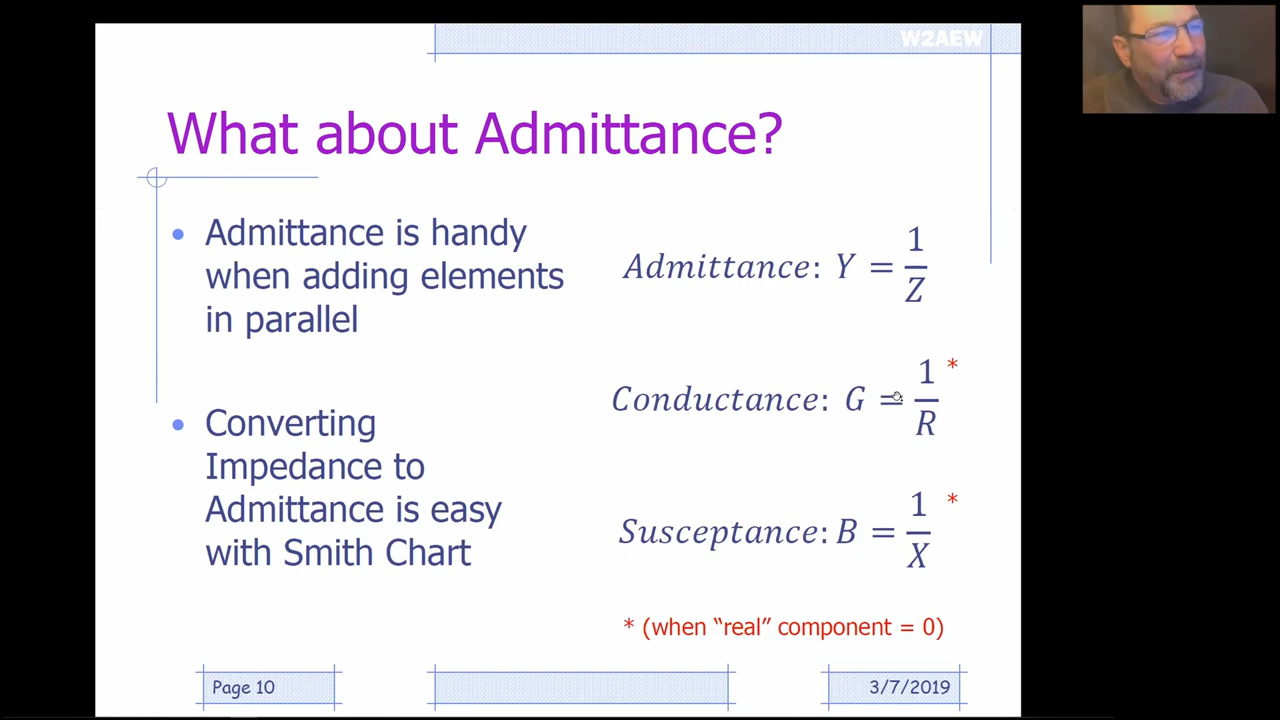 W2AEW
What about Admittance?
• Admittance is handy
when adding elements
in parallel
• Converting
Impedance to
Admittance is easy
with Smith Chart
Admittance: Y = 1/Z
Conductance: G = 1/R *
Susceptance: B = 1/X *
* (when “real” component = 0)
Page 10
3/7/2019